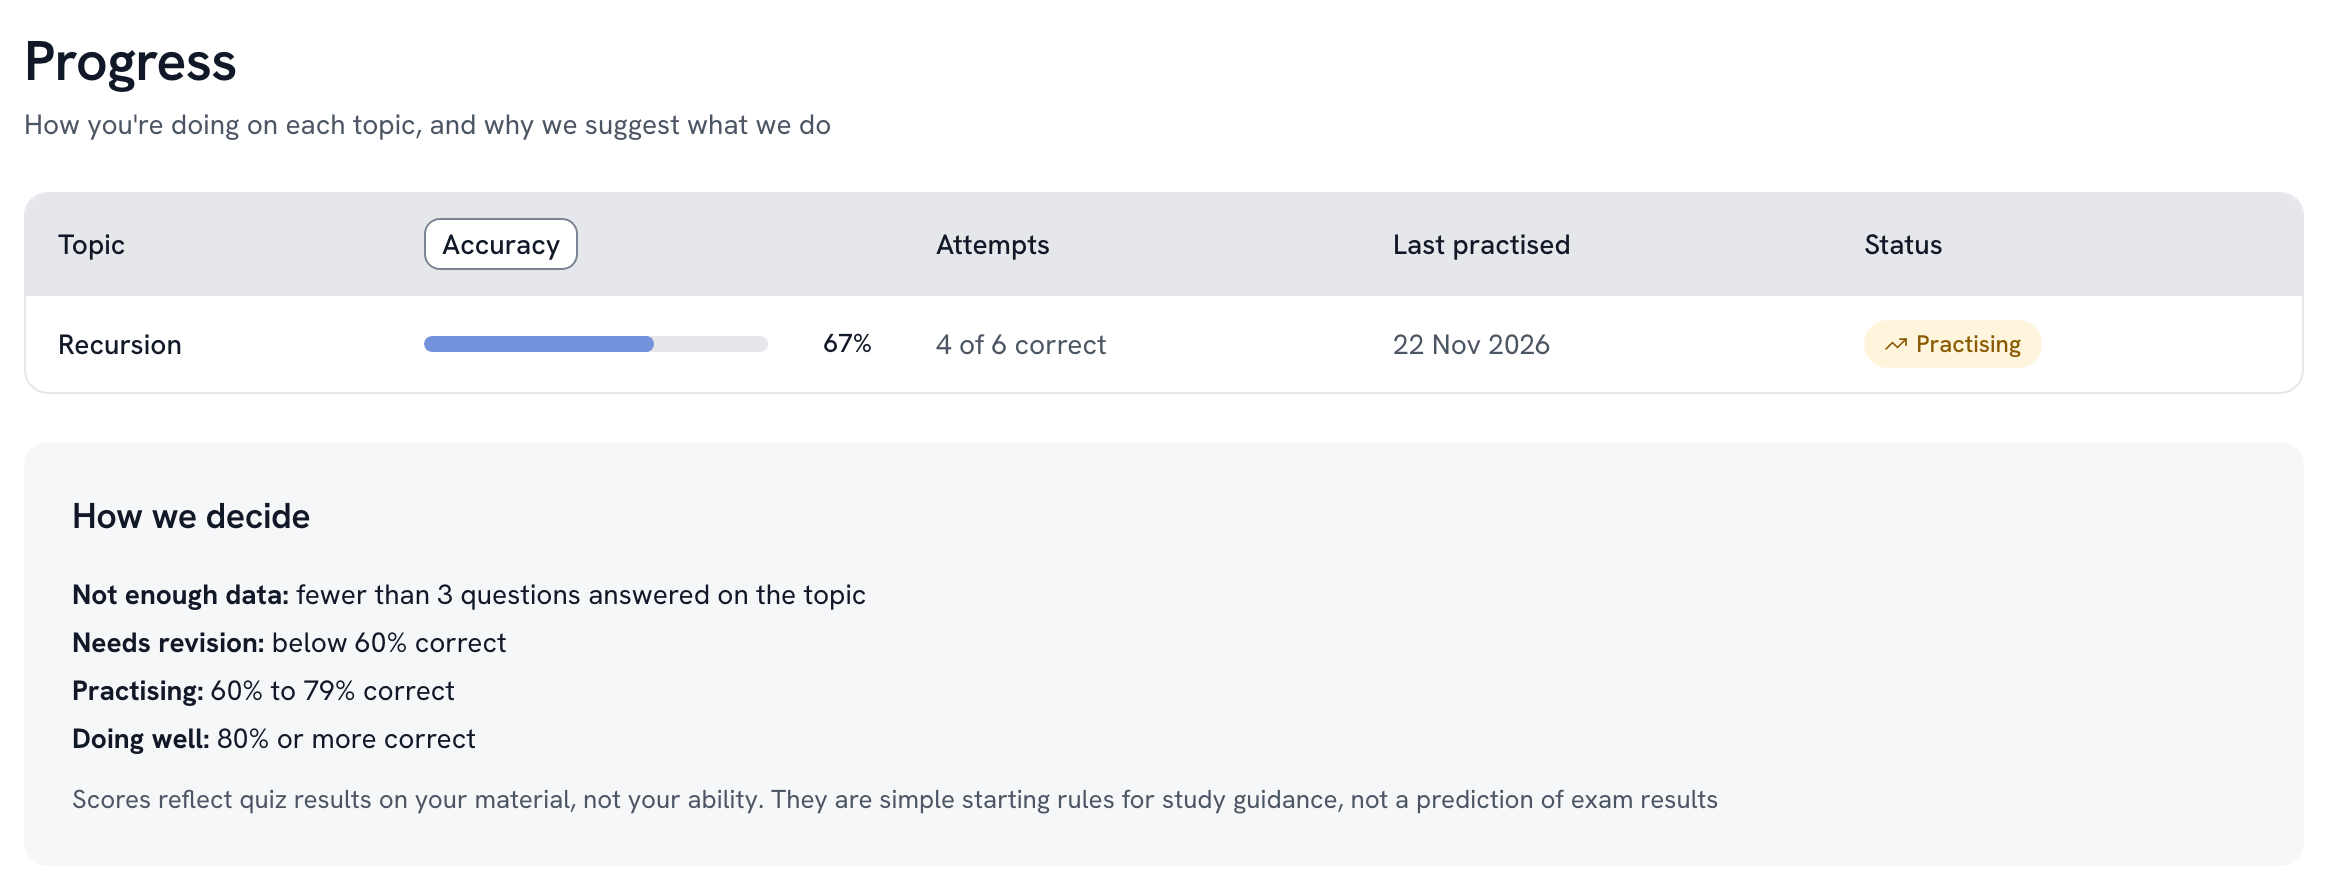 Progress
How you're doing on each topic, and why we suggest what we do
Topic Accuracy Attempts Last practised Status
Recursion 67% 4 of 6 correct 22 Nov 2026 Practising
How we decide
Not enough data: fewer than 3 questions answered on the topic
Needs revision: below 60% correct
Practising: 60% to 79% correct
Doing well: 80% or more correct
Scores reflect quiz results on your material, not your ability. They are simple starting rules for study guidance, not a prediction of exam results